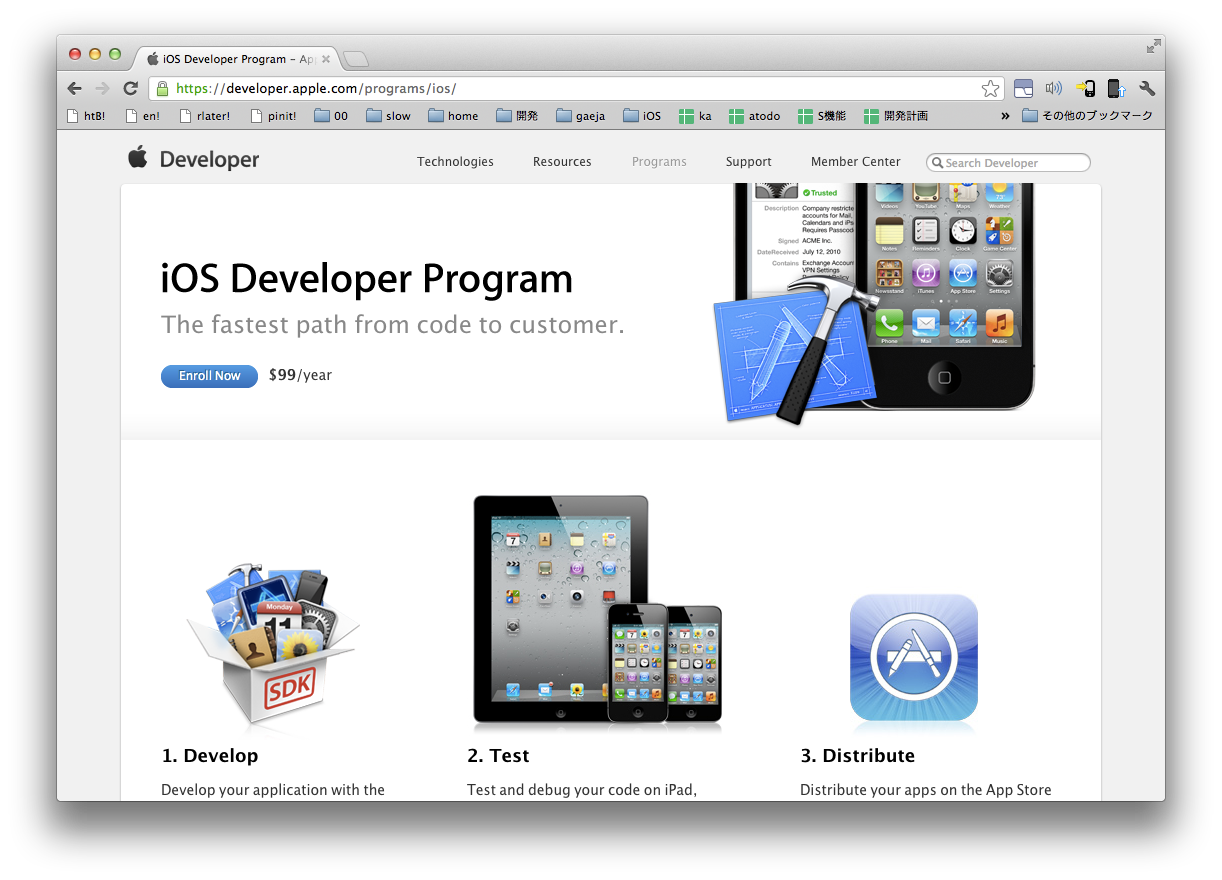 iOS Developer Program – Ap
https://developer.apple.com/programs/ios/
htB!
en!
rlater!
pinit!
00
slow
home
開発
gaeja
iOS
ka
atodo
S機能
開発計画
»
その他のブックマーク
Developer
Technologies
Resources
Programs
Support
Member Center
Search Developer
Trusted
Description Company restricte
accounts for Mail,
Calendars and iPs
Requires Passcod
Signed ACME Inc.
DateReceived July 12, 2010
Contains Exchange Accoun
VPN Settings
Policy
Videos YouTube Maps Weather
Notes Reminders Clock Game Center
Newsstand iTunes App Store Settings
Phone Mail Safari Music
iOS Developer Program
The fastest path from code to customer.
Enroll Now $99/year
Monday
11
SDK
7
1. Develop
Develop your application with the
2. Test
Test and debug your code on iPad,
3. Distribute
Distribute your apps on the App Store